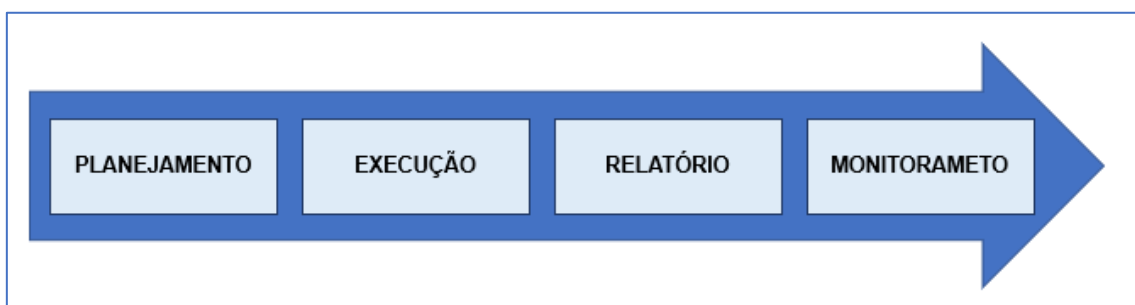 PLANEJAMENTO
EXECUÇÃO
RELATÓRIO
MONITORAMETO